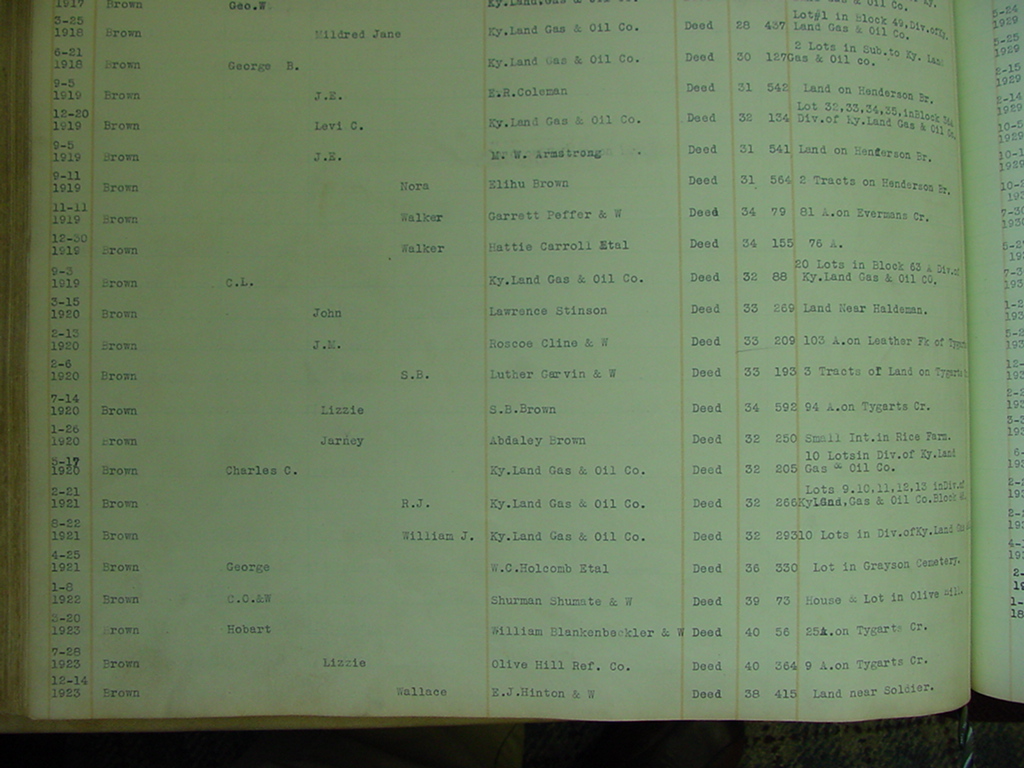 1917 Brown Geo.W. Ky.Land Gas & Oil Co.
3-25
1918 Brown Mildred Jane Ky.Land Gas & Oil Co. Deed 28 437 Lot#1 in Block 49,Div.ofKy. Land Gas & Oil Co.
6-21
1918 Brown George B. Ky.Land Gas & Oil Co. Deed 30 127 2 Lots in Sub.to Ky. Land Gas & Oil co.
9-5
1919 Brown J.E. E.R.Coleman Deed 31 542 Land on Henderson Br.
12-20
1919 Brown Levi C. Ky.Land Gas & Oil Co. Deed 32 134 Lot 32,33,34,35,inBlock Div.of Ky.Land Gas & Oil Co.
9-5
1919 Brown J.E. M. W. Armstrong Deed 31 541 Land on Henferson Br.
9-11
1919 Brown Nora Elihu Brown Deed 31 564 2 Tracts on Henderson Br.
11-11
1919 Brown Walker Garrett Peffer & W Deed 34 79 81 A.on Evermans Cr.
12-30
1919 Brown Walker Hattie Carroll Etal Deed 34 155 76 A.
9-3
1919 Brown C.L. Ky.Land Gas & Oil Co. Deed 32 88 20 Lots in Block 63 A Div.of Ky.Land Gas & Oil CO.
3-15
1920 Brown John Lawrence Stinson Deed 33 269 Land Near Haldeman.
2-13
1920 Brown J.M. Roscoe Cline & W Deed 33 209 103 A.on Leather Fk of Tygarts
2-6
1920 Brown S.B. Luther Garvin & W Deed 33 193 3 Tracts of Land on Tygarts
7-14
1920 Brown Lizzie S.B.Brown Deed 34 592 94 A.on Tygarts Cr.
1-26
1920 Brown Jarney Abdaley Brown Deed 32 250 Small Int.in Rice Farm.
5-17
1920 Brown Charles C. Ky.Land Gas & Oil Co. Deed 32 205 10 Lotsin Div.of Ky.Land Gas & Oil Co.
2-21
1921 Brown R.J. Ky.Land Gas & Oil Co. Deed 32 266 Lots 9.10,11,12,13 inDiv.of KyLand,Gas & Oil Co.Block
8-22
1921 Brown William J. Ky.Land Gas & Oil Co. Deed 32 293 10 Lots in Div.ofKy.Land Gas
4-25
1921 Brown George W.C.Holcomb Etal Deed 36 330 Lot in Grayson Cemetery.
1-8
1922 Brown C.O.&W Shurman Shumate & W Deed 39 73 House & Lot in Olive Hill.
3-20
1923 Brown Hobart William Blankenbeckler & W Deed 40 56 25A.on Tygarts Cr.
7-28
1923 Brown Lizzie Olive Hill Ref. Co. Deed 40 364 9 A.on Tygarts Cr.
12-14
1923 Brown Wallace E.J.Hinton & W Deed 38 415 Land near Soldier.